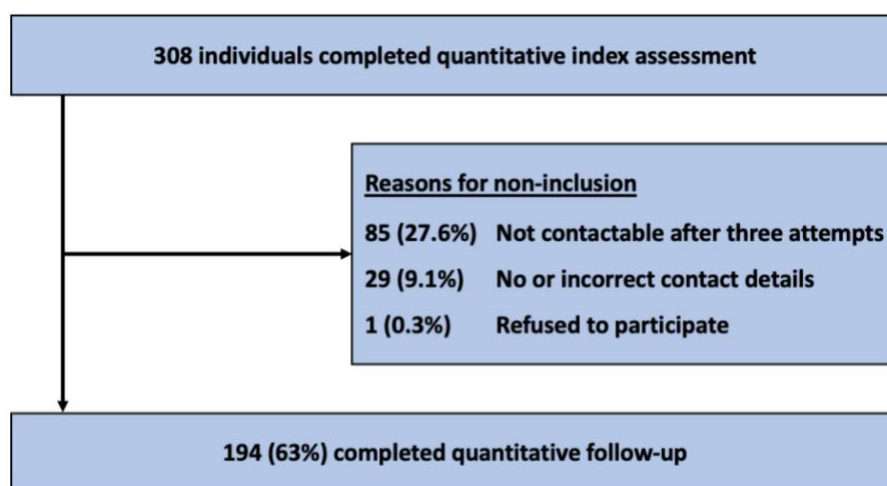 308 individuals completed quantitative index assessment
Reasons for non-inclusion
85 (27.6%) Not contactable after three attempts
29 (9.1%) No or incorrect contact details
1 (0.3%) Refused to participate
194 (63%) completed quantitative follow-up